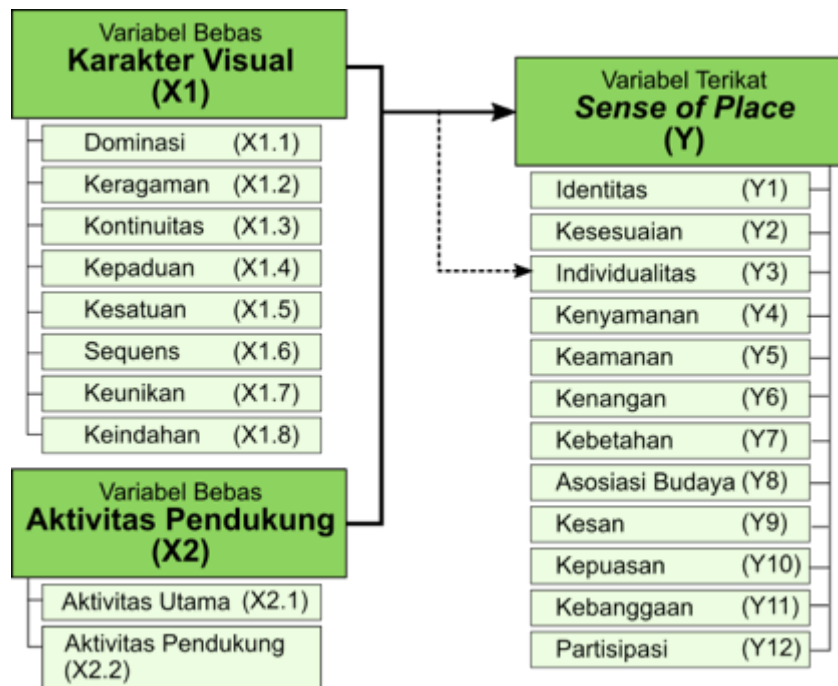 Variabel Bebas
Karakter Visual
(X1)
Dominasi (X1.1)
Keragaman (X1.2)
Kontinuitas (X1.3)
Kepaduan (X1.4)
Kesatuan (X1.5)
Sequens (X1.6)
Keunikan (X1.7)
Keindahan (X1.8)
Variabel Bebas
Aktivitas Pendukung
(X2)
Aktivitas Utama (X2.1)
Aktivitas Pendukung
(X2.2)
Variabel Terikat
Sense of Place
(Y)
Identitas (Y1)
Kesesuaian (Y2)
Individualitas (Y3)
Kenyamanan (Y4)
Keamanan (Y5)
Kenangan (Y6)
Kebetahan (Y7)
Asosiasi Budaya (Y8)
Kesan (Y9)
Kepuasan (Y10)
Kebanggaan (Y11)
Partisipasi (Y12)